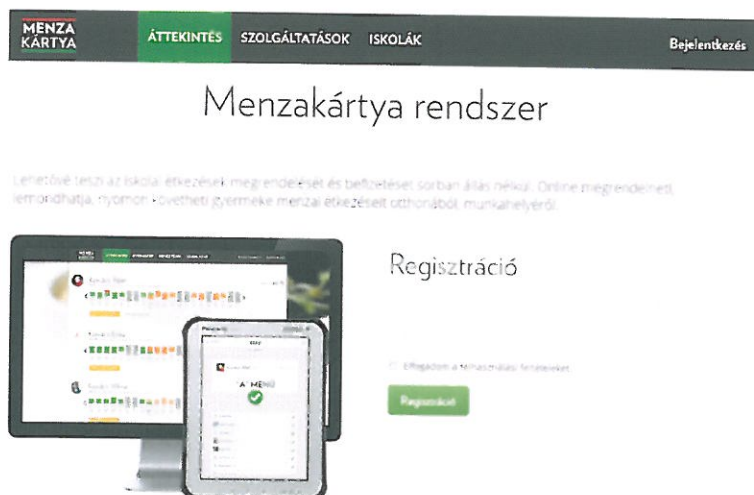 MENZA
KÁRTYA
ÁTTEKINTÉS SZOLGÁLTATÁSOK ISKOLÁK
Bejelentkezés
Menzakártya rendszer
Lehetővé teszi az iskolai étkezések megrendelését és befizetését sorban állás nélkül. Online megrendelheti,
lemondhatja, nyomon követheti gyermeke menzai étkezéseit otthonából, munkahelyéről.
Regisztráció
Elfogadom a felhasználási feltételeket
Regisztráció
"A" MENÜ